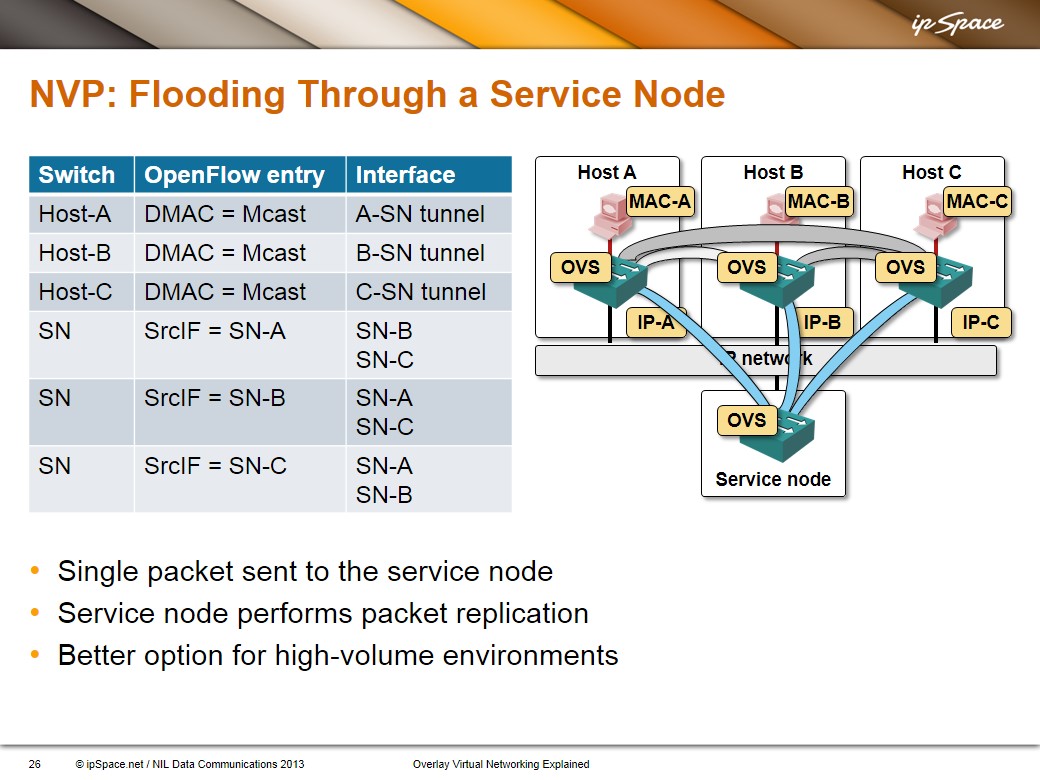 ipSpace
NVP: Flooding Through a Service Node
Switch OpenFlow entry Interface
Host-A DMAC = Mcast A-SN tunnel
Host-B DMAC = Mcast B-SN tunnel
Host-C DMAC = Mcast C-SN tunnel
SN SrcIF = SN-A SN-B
SN-C
SN SrcIF = SN-B SN-A
SN-C
SN SrcIF = SN-C SN-A
SN-B
Host A Host B Host C
MAC-A MAC-B MAC-C
OVS OVS OVS
IP-A IP-B IP-C
IP network
OVS
Service node
• Single packet sent to the service node
• Service node performs packet replication
• Better option for high-volume environments
26 © ipSpace.net / NIL Data Communications 2013 Overlay Virtual Networking Explained